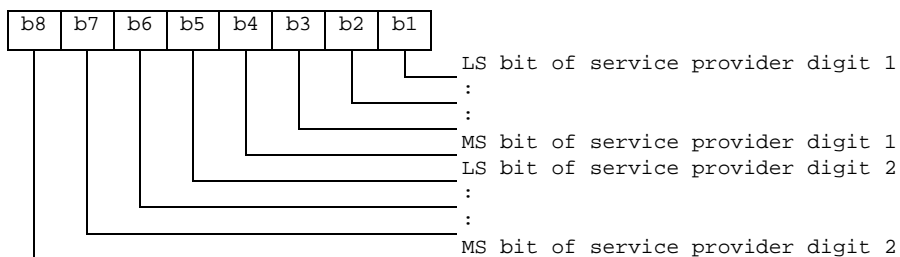 b8 b7 b6 b5 b4 b3 b2 b1
LS bit of service provider digit 1
:
:
MS bit of service provider digit 1
LS bit of service provider digit 2
:
:
MS bit of service provider digit 2